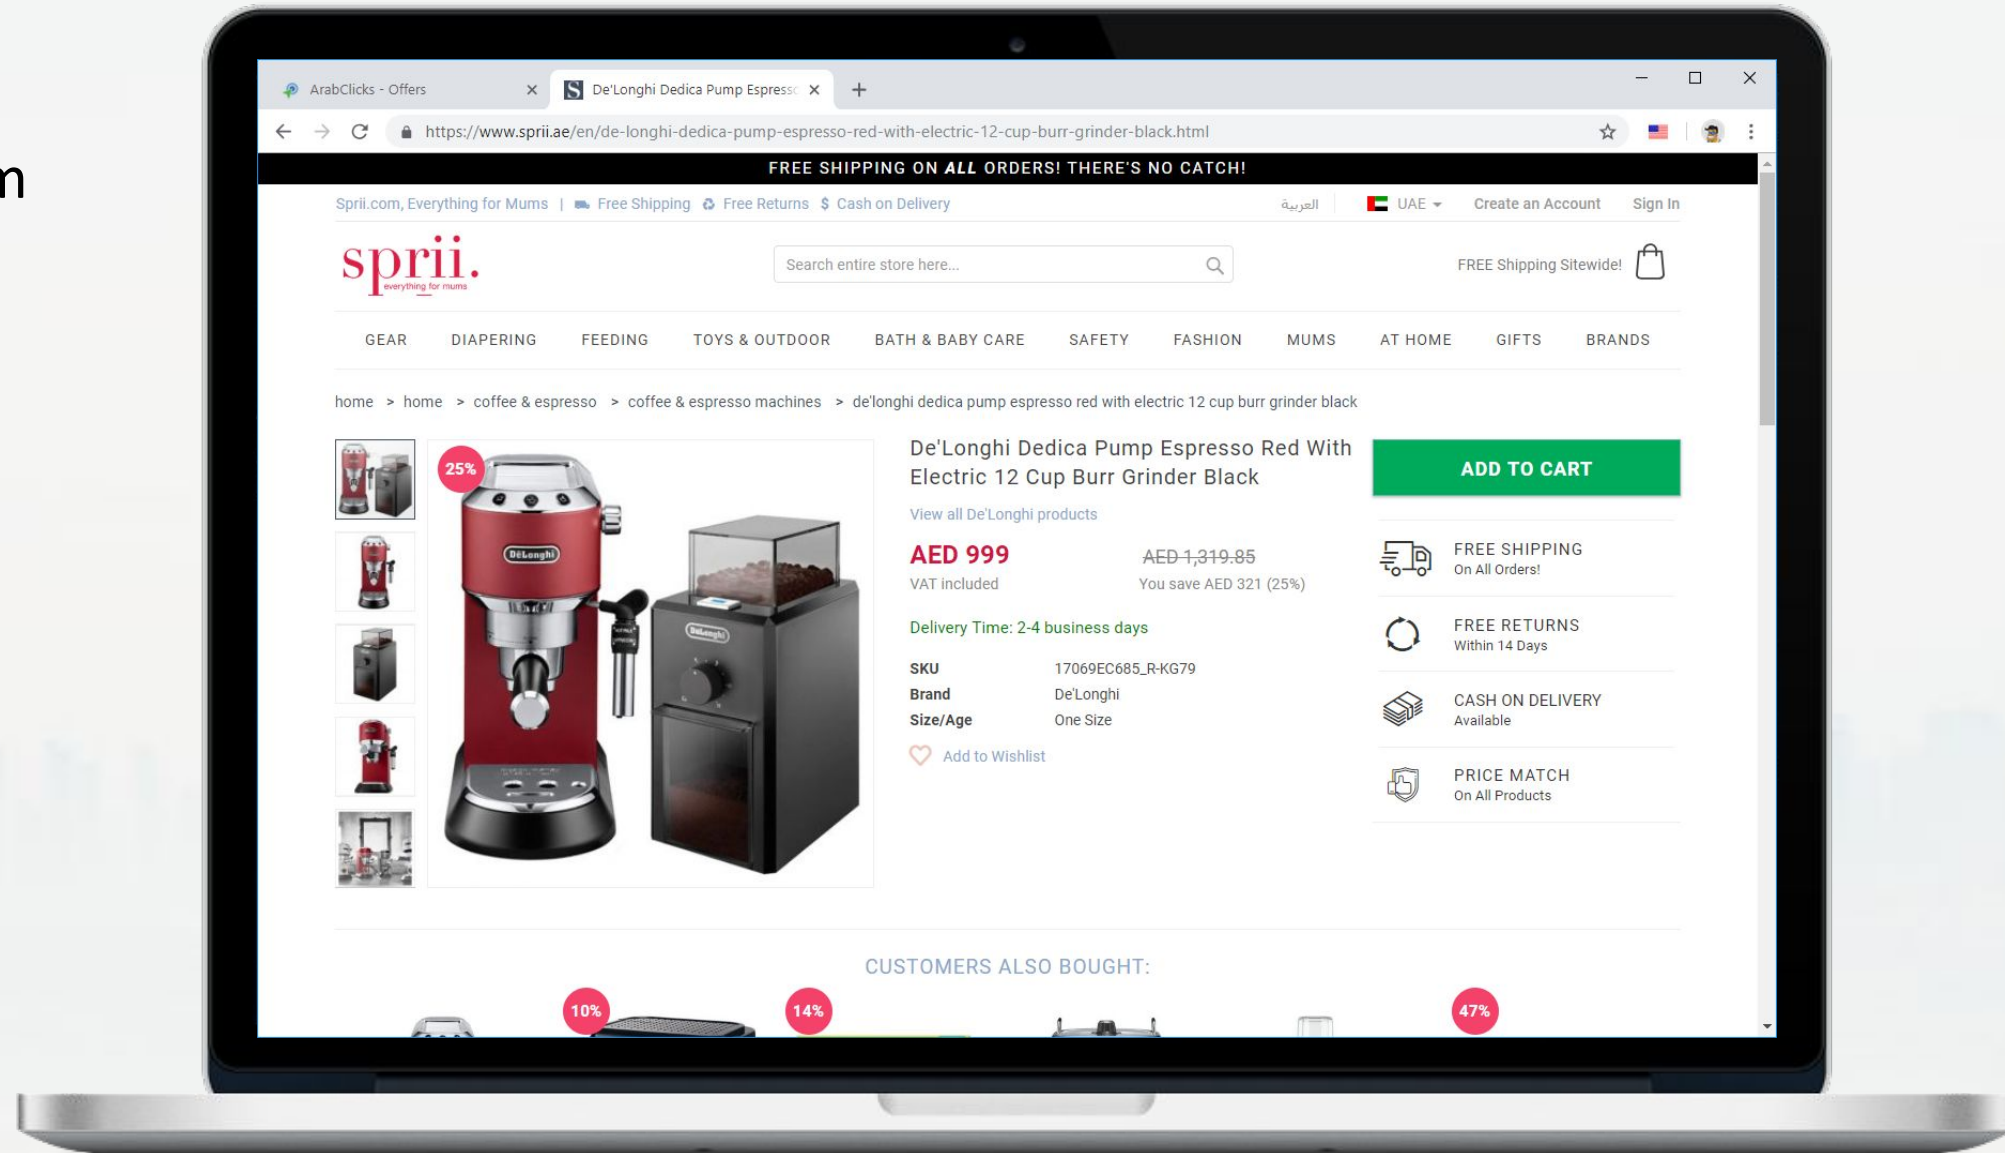 m
ArabClicks - Offers
De'Longhi Dedica Pump Espresso
https://www.sprii.ae/en/de-longhi-dedica-pump-espresso-red-with-electric-12-cup-burr-grinder-black.html
FREE SHIPPING ON ALL ORDERS! THERE'S NO CATCH!
Sprii.com, Everything for Mums | Free Shipping Free Returns $ Cash on Delivery
العربية UAE Create an Account Sign In
sprii.
everything for mums
Search entire store here...
FREE Shipping Sitewide!
GEAR DIAPERING FEEDING TOYS & OUTDOOR BATH & BABY CARE SAFETY FASHION MUMS AT HOME GIFTS BRANDS
home > home > coffee & espresso > coffee & espresso machines > de'longhi dedica pump espresso red with electric 12 cup burr grinder black
25%
DeLonghi
DeLonghi
De'Longhi Dedica Pump Espresso Red With
Electric 12 Cup Burr Grinder Black
View all De'Longhi products
AED 999 AED 1,319.85
VAT included You save AED 321 (25%)
Delivery Time: 2-4 business days
SKU 17069EC685_R-KG79
Brand De'Longhi
Size/Age One Size
Add to Wishlist
ADD TO CART
FREE SHIPPING
On All Orders!
FREE RETURNS
Within 14 Days
CASH ON DELIVERY
Available
PRICE MATCH
On All Products
CUSTOMERS ALSO BOUGHT:
10% 14% 47%